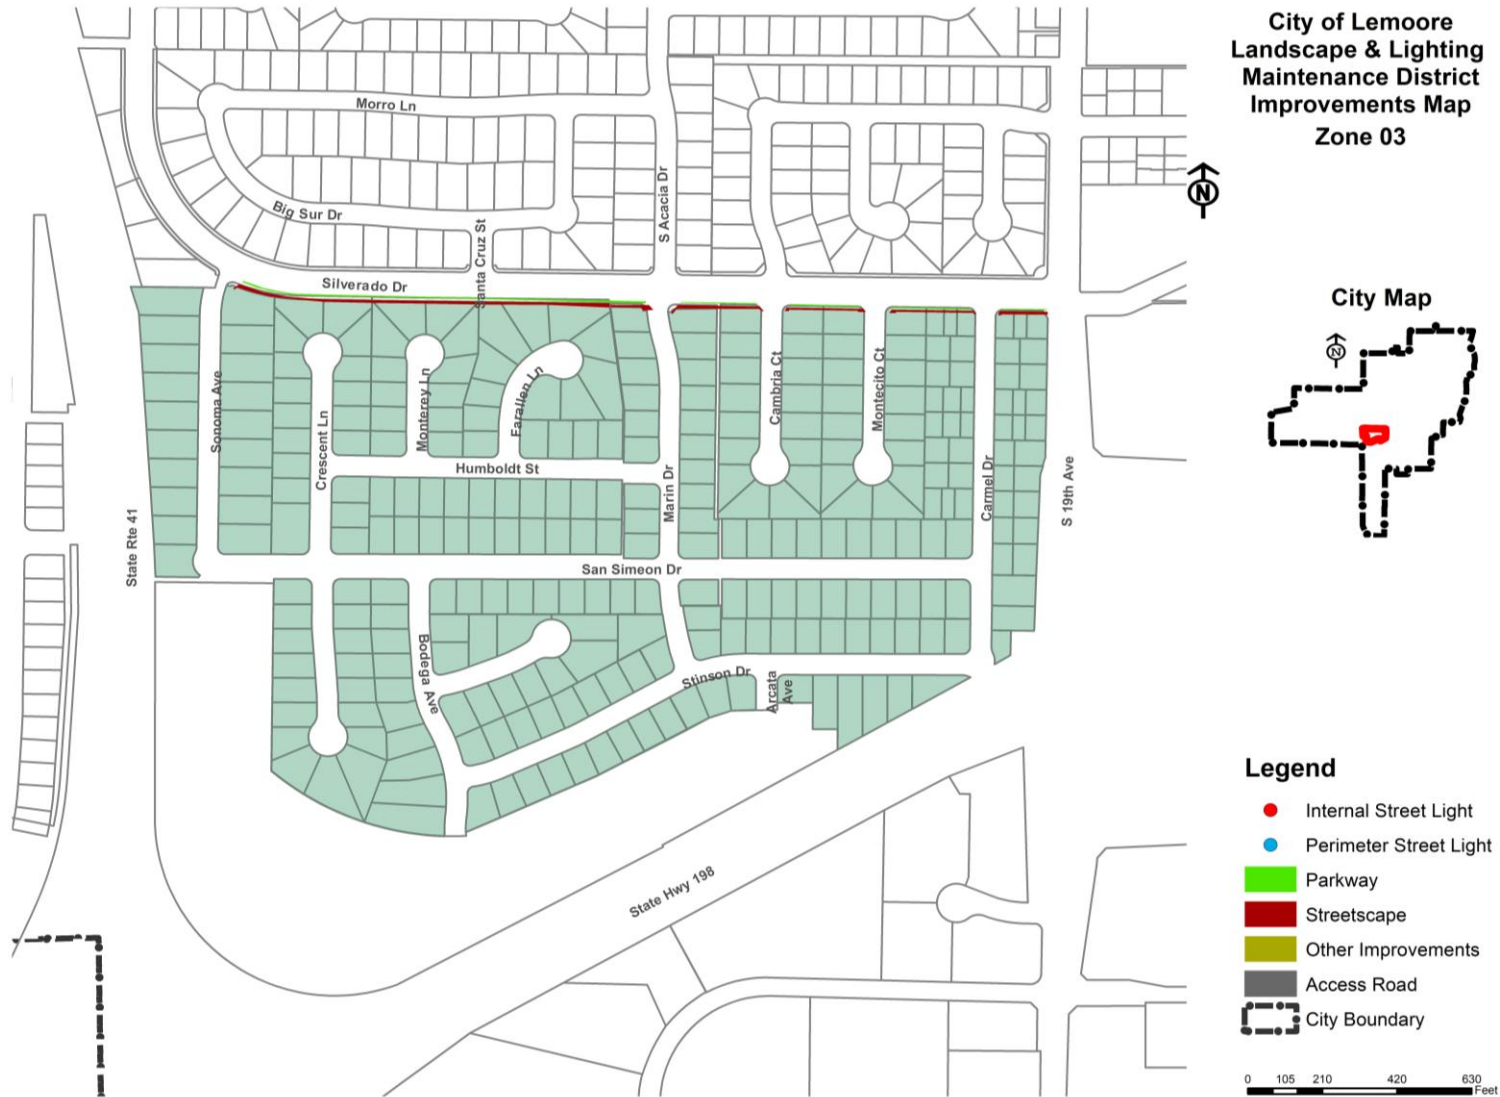 City of Lemoore
Landscape & Lighting
Maintenance District
Improvements Map
Zone 03
N
Morro Ln
Big Sur Dr
Santa Cruz St
S Acacia Dr
Silverado Dr
Sonoma Ave
Crescent Ln
Monterey Ln
Farallen Ln
Humboldt St
Marin Dr
Cambria Ct
Montecito Ct
Carmel Dr
S 19th Ave
State Rte 41
San Simeon Dr
Bodega Ave
Stinson Dr
Arcata
Ave
State Hwy 198
City Map
N
Legend
Internal Street Light
Perimeter Street Light
Parkway
Streetscape
Other Improvements
Access Road
City Boundary
0 105 210 420 630
Feet